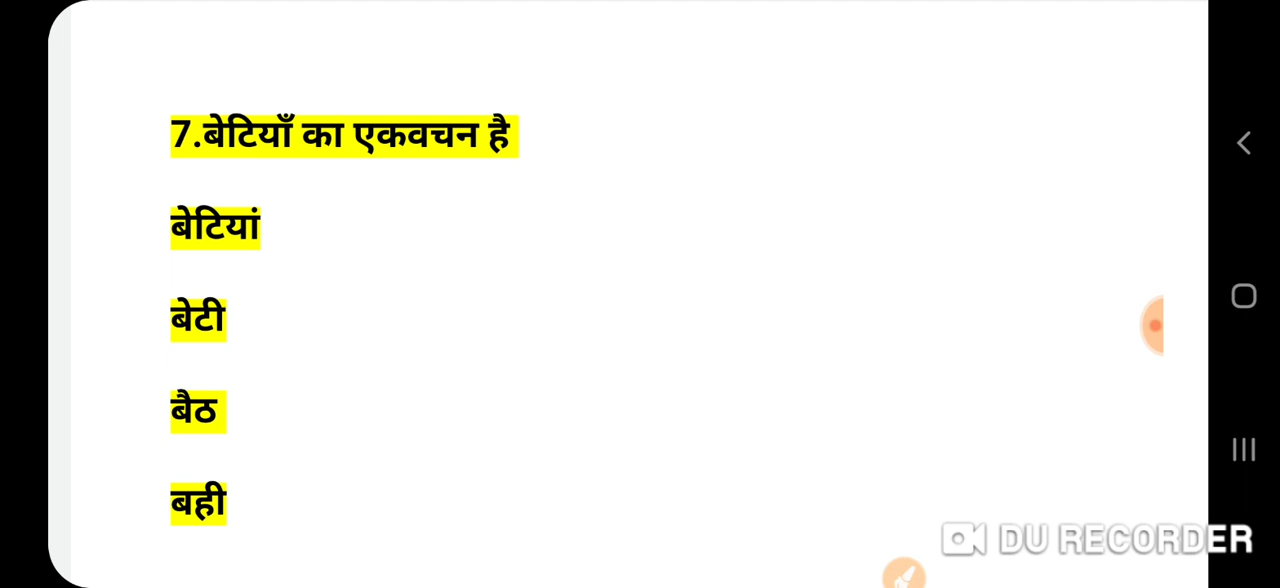 7.बेटियाँ का एकवचन है
बेटियां
बेटी
बैठ
बही
DU RECORDER